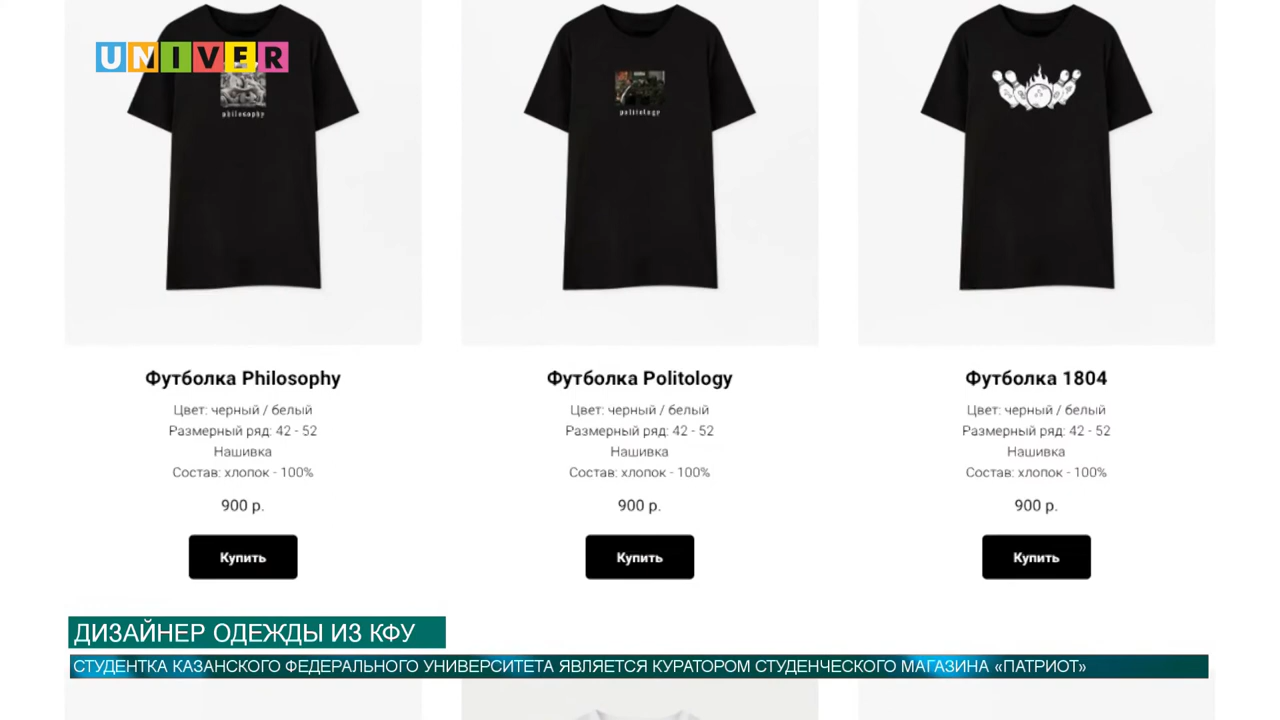 UNIVER
philosophy
politology
Футболка Philosophy
Цвет: черный / белый
Размерный ряд: 42 - 52
Нашивка
Состав: хлопок - 100%
900 р.
Купить
Футболка Politology
Цвет: черный / белый
Размерный ряд: 42 - 52
Нашивка
Состав: хлопок - 100%
900 р.
Купить
Футболка 1804
Цвет: черный / белый
Размерный ряд: 42 - 52
Нашивка
Состав: хлопок - 100%
900 р.
Купить
ДИЗАЙНЕР ОДЕЖДЫ ИЗ КФУ
СТУДЕНТКА КАЗАНСКОГО ФЕДЕРАЛЬНОГО УНИВЕРСИТЕТА ЯВЛЯЕТСЯ КУРАТОРОМ СТУДЕНЧЕСКОГО МАГАЗИНА «ПАТРИОТ»